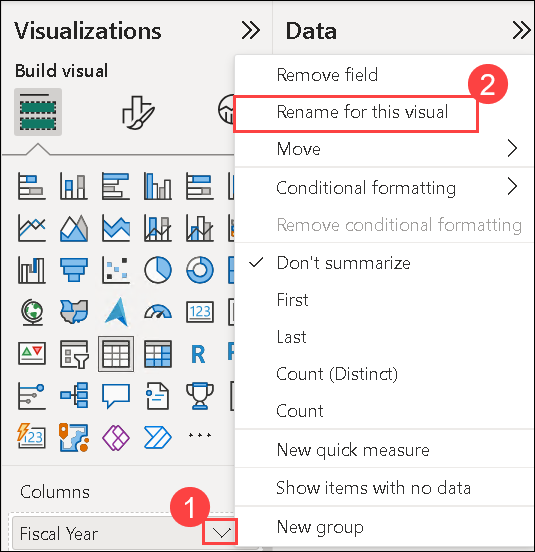 Visualizations
Data
Build visual
Remove field
2
Rename for this visual
Move
Conditional formatting
Remove conditional formatting
Don't summarize
First
Last
Count (Distinct)
Count
New quick measure
Show items with no data
New group
123
R
123
Columns
1
Fiscal Year